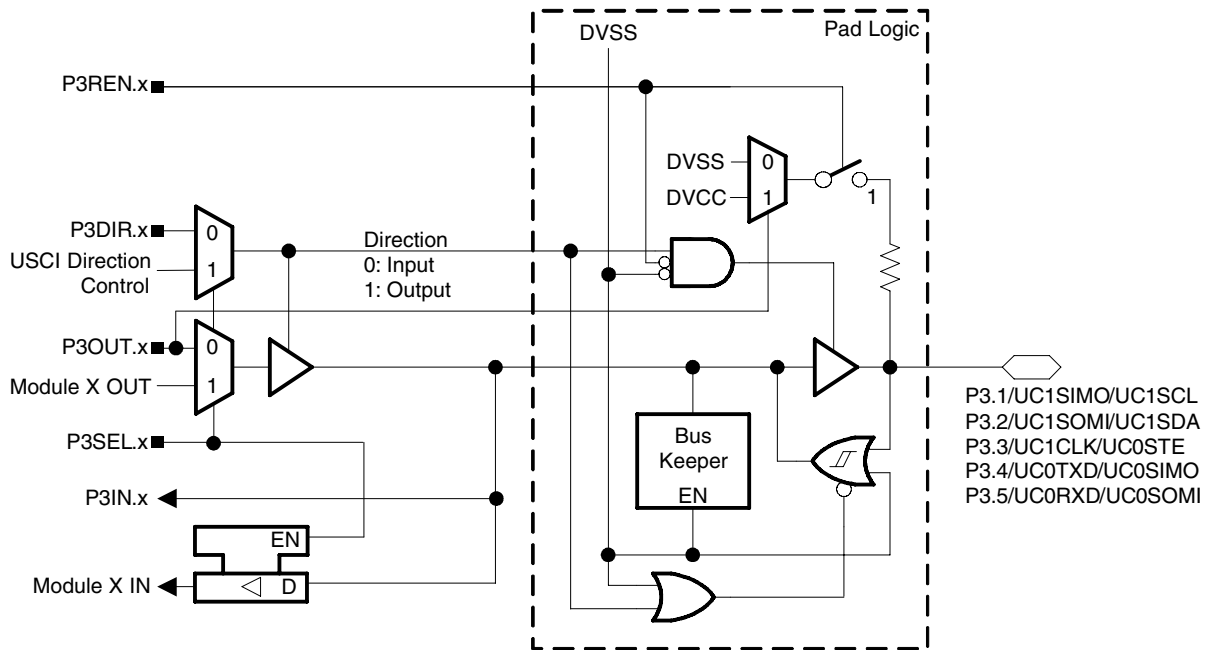 Pad Logic
DVSS
P3REN.x
DVSS
0
DVCC
1
1
P3DIR.x
0
USCI Direction
Control
1
Direction
0: Input
1: Output
P3OUT.x
0
Module X OUT
1
P3SEL.x
P3IN.x
EN
Module X IN
D
Bus
Keeper
EN
P3.1/UC1SIMO/UC1SCL
P3.2/UC1SOMI/UC1SDA
P3.3/UC1CLK/UC0STE
P3.4/UC0TXD/UC0SIMO
P3.5/UC0RXD/UC0SOMI